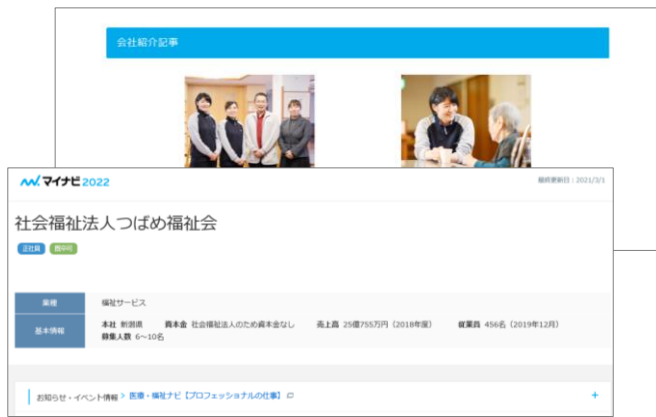 会社紹介記事
マイナビ2022
最終更新日：2021/3/1
社会福祉法人つばめ福祉会
正社員 既卒可
業種 福祉サービス
基本情報 本社 新潟県 資本金 社会福祉法人のため資本金なし 売上高 25億755万円（2018年度） 従業員 456名（2019年12月）
募集人数 6～10名
お知らせ・イベント情報 > 医療・福祉ナビ【プロフェッショナルの仕事】 +